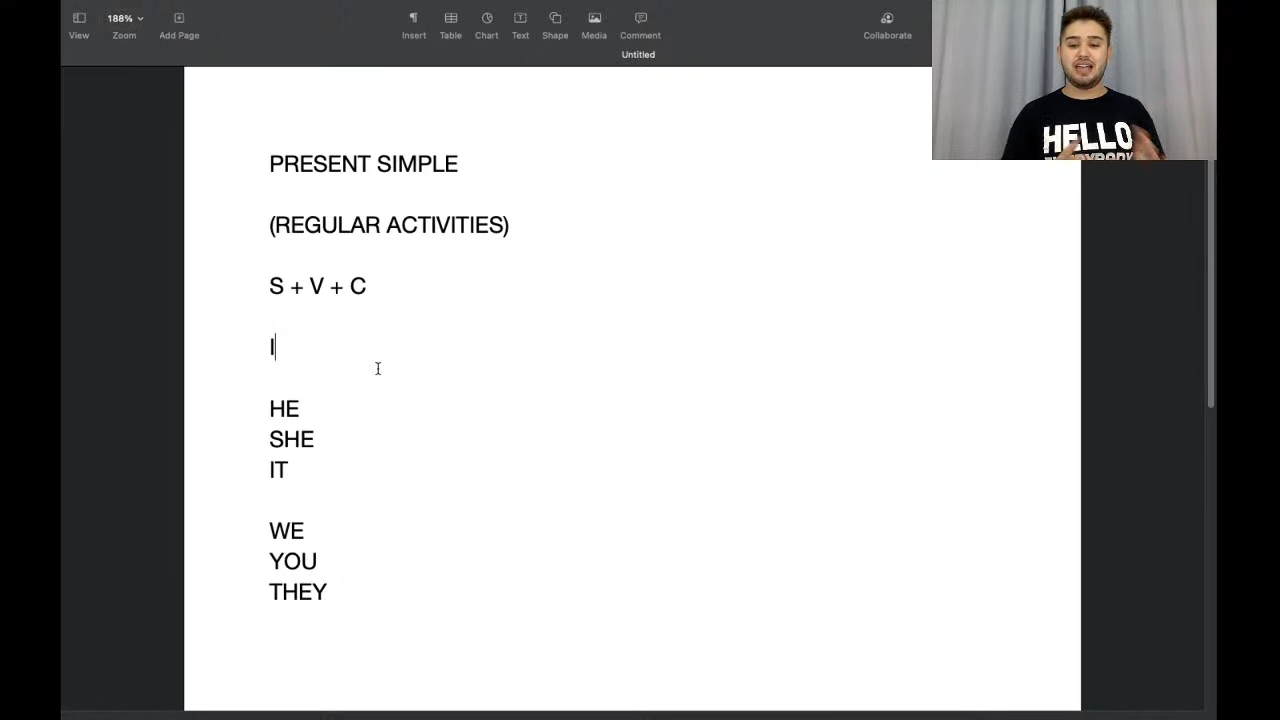 View
188%
Zoom
Add Page
Insert
Table
Chart
Text
Shape
Media
Comment
Collaborate
Untitled
HELLO
EVERYBODY
PRESENT SIMPLE
(REGULAR ACTIVITIES)
S + V + C
I
HE
SHE
IT
WE
YOU
THEY